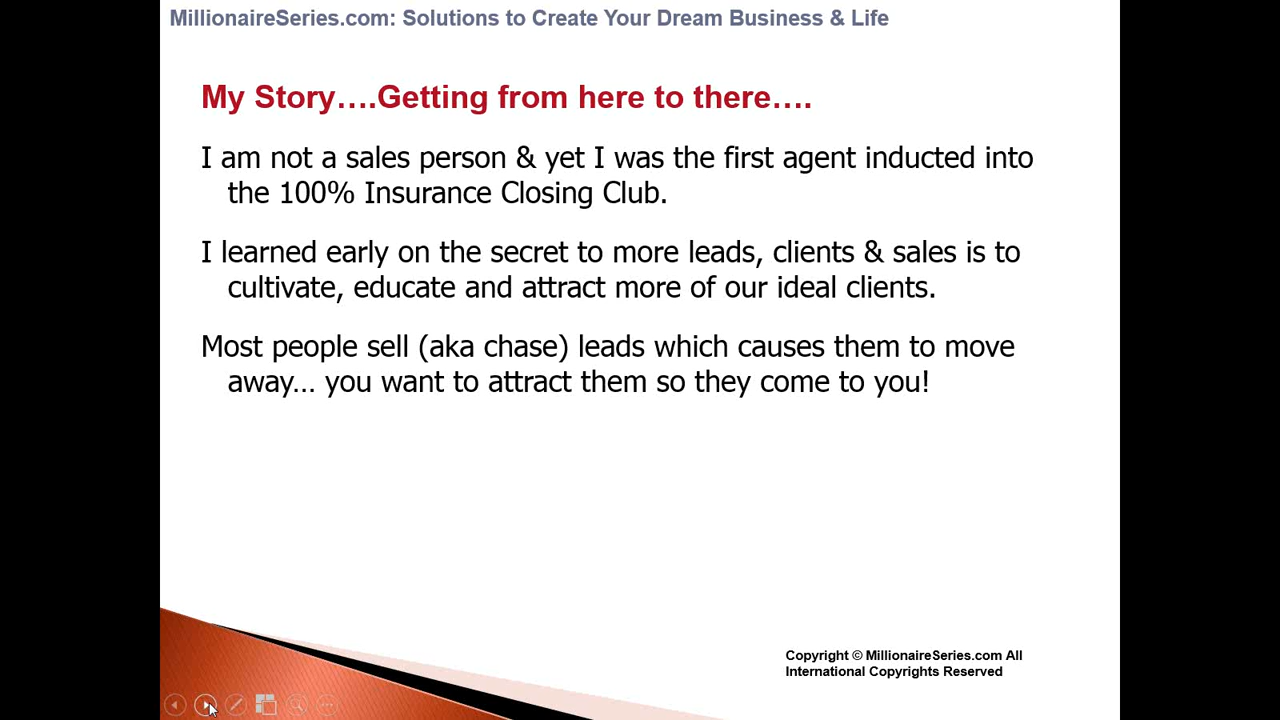 MillionaireSeries.com: Solutions to Create Your Dream Business & Life
My Story….Getting from here to there….
I am not a sales person & yet I was the first agent inducted into
the 100% Insurance Closing Club.
I learned early on the secret to more leads, clients & sales is to
cultivate, educate and attract more of our ideal clients.
Most people sell (aka chase) leads which causes them to move
away… you want to attract them so they come to you!
Copyright © MillionaireSeries.com All
International Copyrights Reserved